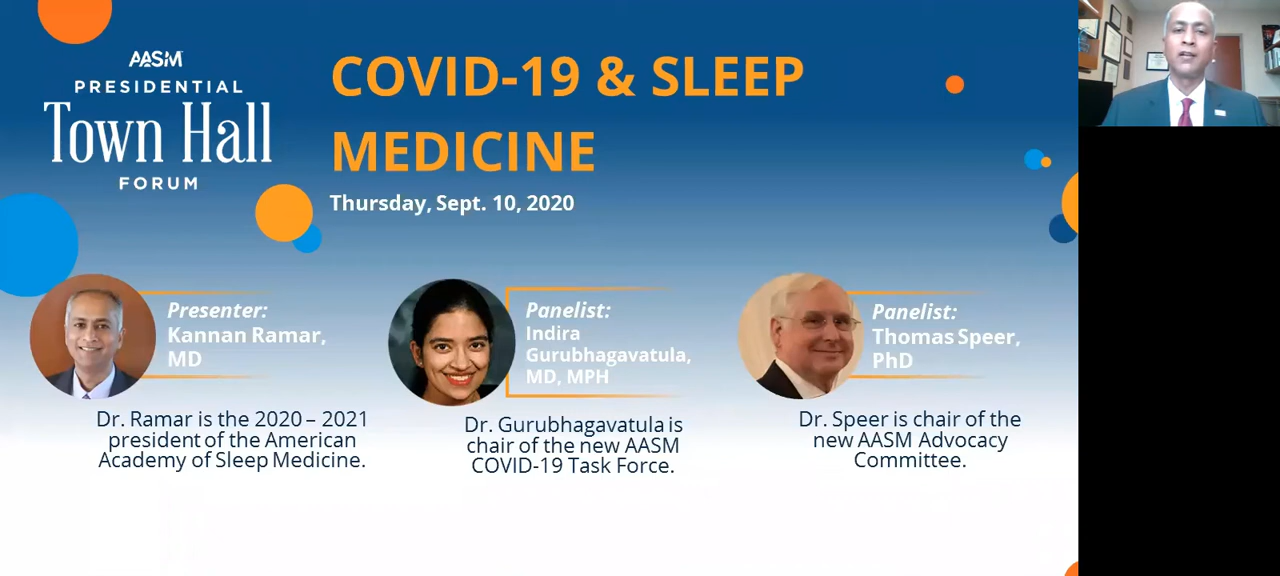 AASM
PRESIDENTIAL
Town Hall
FORUM
COVID-19 & SLEEP
MEDICINE
Thursday, Sept. 10, 2020
Presenter:
Kannan Ramar,
MD
Dr. Ramar is the 2020 – 2021
president of the American
Academy of Sleep Medicine.
Panelist:
Indira
Gurubhagavatula,
MD, MPH
Dr. Gurubhagavatula is
chair of the new AASM
COVID-19 Task Force.
Panelist:
Thomas Speer,
PhD
Dr. Speer is chair of the
new AASM Advocacy
Committee.